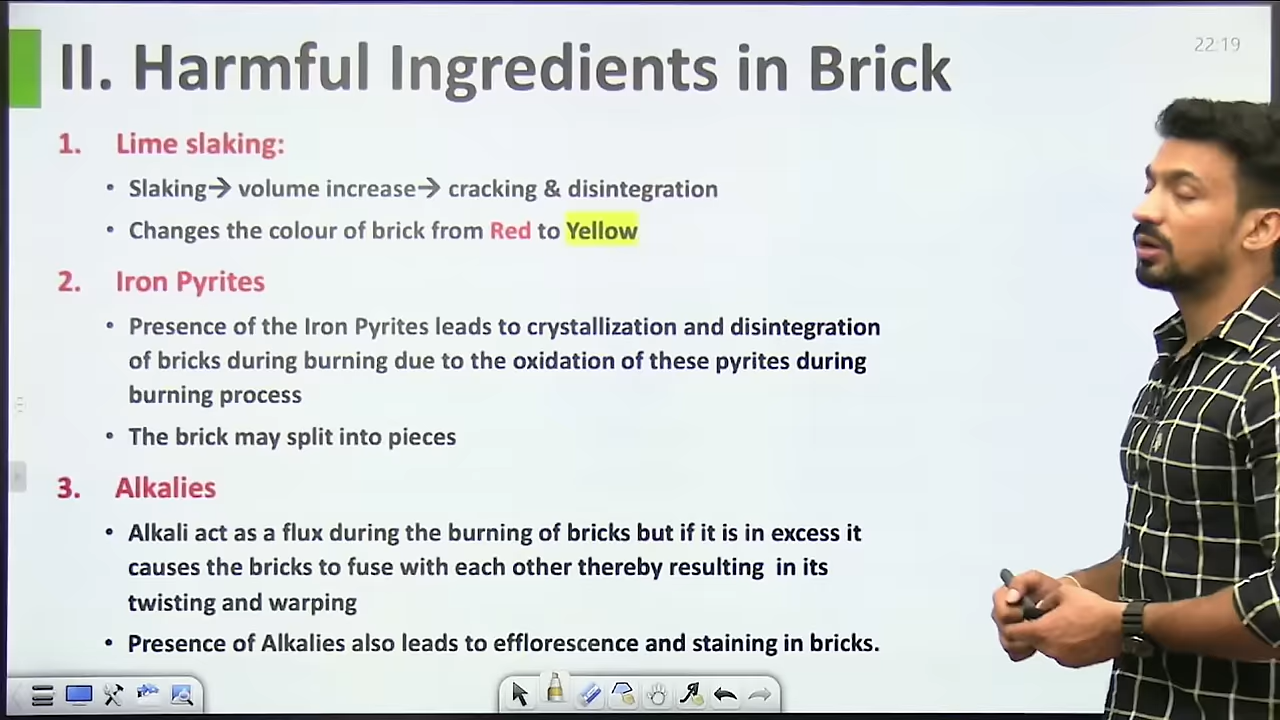 II. Harmful Ingredients in Brick
22:19
1. Lime slaking:
• Slaking→ volume increase→ cracking & disintegration
• Changes the colour of brick from Red to Yellow
2. Iron Pyrites
• Presence of the Iron Pyrites leads to crystallization and disintegration
of bricks during burning due to the oxidation of these pyrites during
burning process
• The brick may split into pieces
3. Alkalies
• Alkali act as a flux during the burning of bricks but if it is in excess it
causes the bricks to fuse with each other thereby resulting in its
twisting and warping
• Presence of Alkalies also leads to efflorescence and staining in bricks.